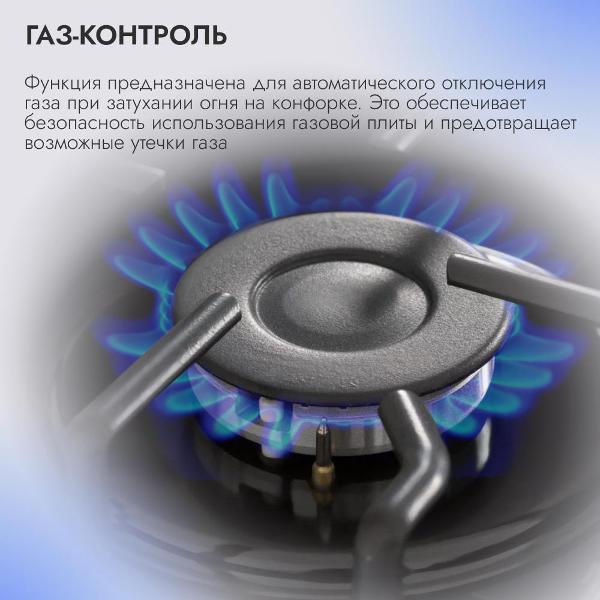 ГАЗ-КОНТРОЛЬ
Функция предназначена для автоматического отключения
газа при затухании огня на конфорке. Это обеспечивает
безопасность использования газовой плиты и предотвращает
возможные утечки газа